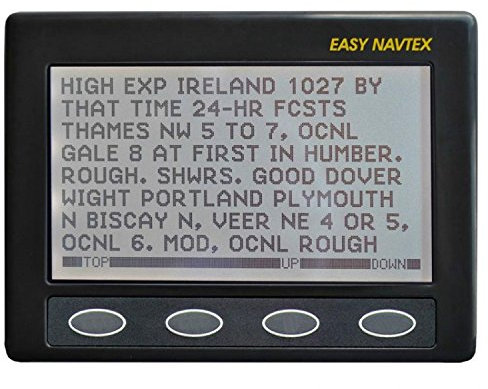 EASY NAVTEX
HIGH EXP IRELAND 1027 BY
THAT TIME 24-HR FCSTS
THAMES NW 5 TO 7, OCNL
GALE 8 AT FIRST IN HUMBER.
ROUGH. SHWRS. GOOD DOVER
WIGHT PORTLAND PLYMOUTH
N BISCAY N, VEER NE 4 OR 5,
OCNL 6. MOD, OCNL ROUGH
TOP UP DOWN